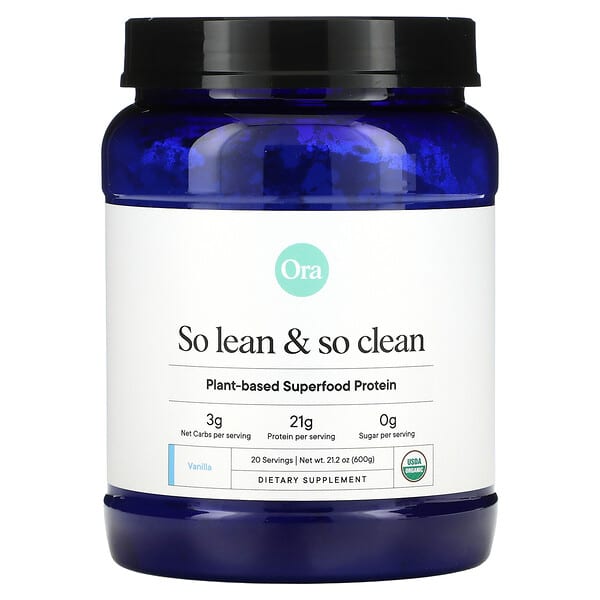 Ora
So lean & so clean
Plant-based Superfood Protein
3g
Net Carbs per serving
21g
Protein per serving
0g
Sugar per serving
Vanilla
20 Servings | Net wt. 21.2 oz (600g)
DIETARY SUPPLEMENT
USDA
ORGANIC